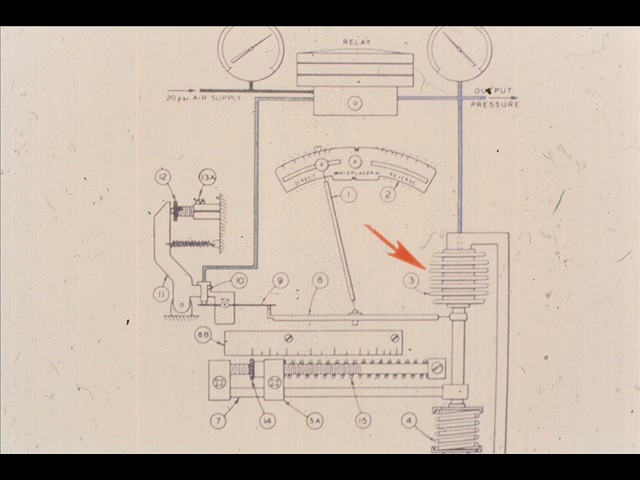 RELAY
20 psi AIR SUPPLY
OUTPUT
PRESSURE
DIRECT
DISPLACER
REVERSE
12
13A
1
2
3
10
9
8
11
6B
7
14
5A
15
4